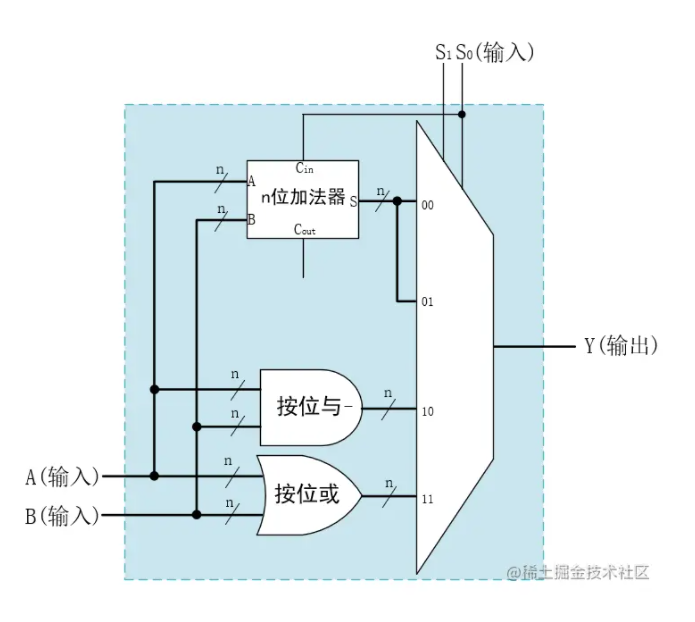 S1 S0(输入)
Cin
n
A
n位加法器
S
n
00
n
B
Cout
01
Y(输出)
n
按位与-
n
10
n
A(输入)
n
按位或
n
11
B(输入)
n
@稀土掘金技术社区